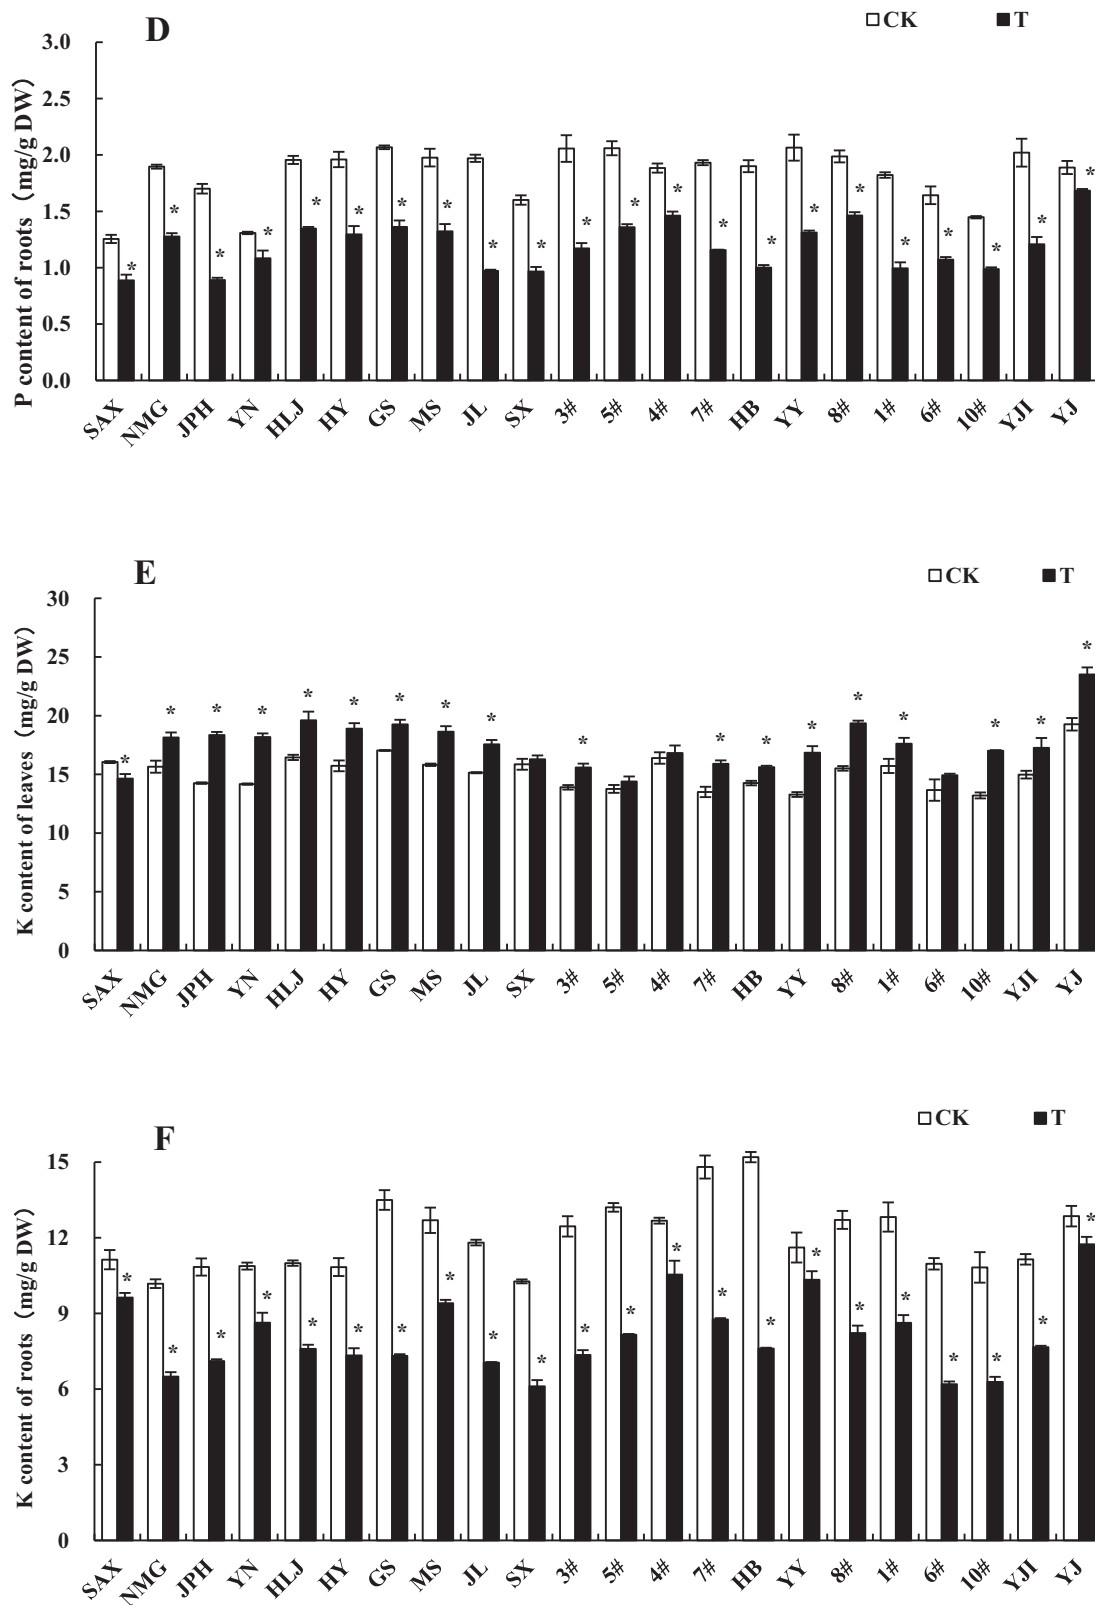 D
CK T
3.0
2.5
2.0
1.5
1.0
0.5
0.0
P content of roots（mg/g DW）
* * * * * * * * * * * * * * * * * * * * * *
SAX NMG JPH YN HLJ HY GS MS JL SX 3# 5# 4# 7# HB YY 8# 1# 6# 10# YJI YJ
E
CK T
30
25
20
15
10
5
0
K content of leaves（mg/g DW）
* * * * * * * * * * * * * * * * * *
SAX NMG JPH YN HLJ HY GS MS JL SX 3# 5# 4# 7# HB YY 8# 1# 6# 10# YJI YJ
F
CK T
15
12
9
6
3
0
K content of roots（mg/g DW）
* * * * * * * * * * * * * * * * * * * * * *
SAX NMG JPH YN HLJ HY GS MS JL SX 3# 5# 4# 7# HB YY 8# 1# 6# 10# YJI YJ